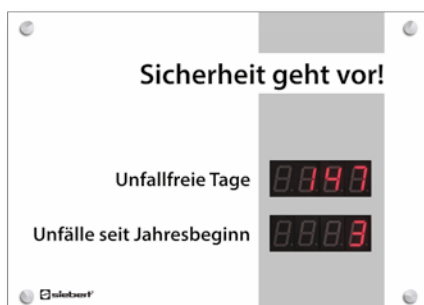 Sicherheit geht vor!
Unfallfreie Tage 147
Unfälle seit Jahresbeginn 3
siebert